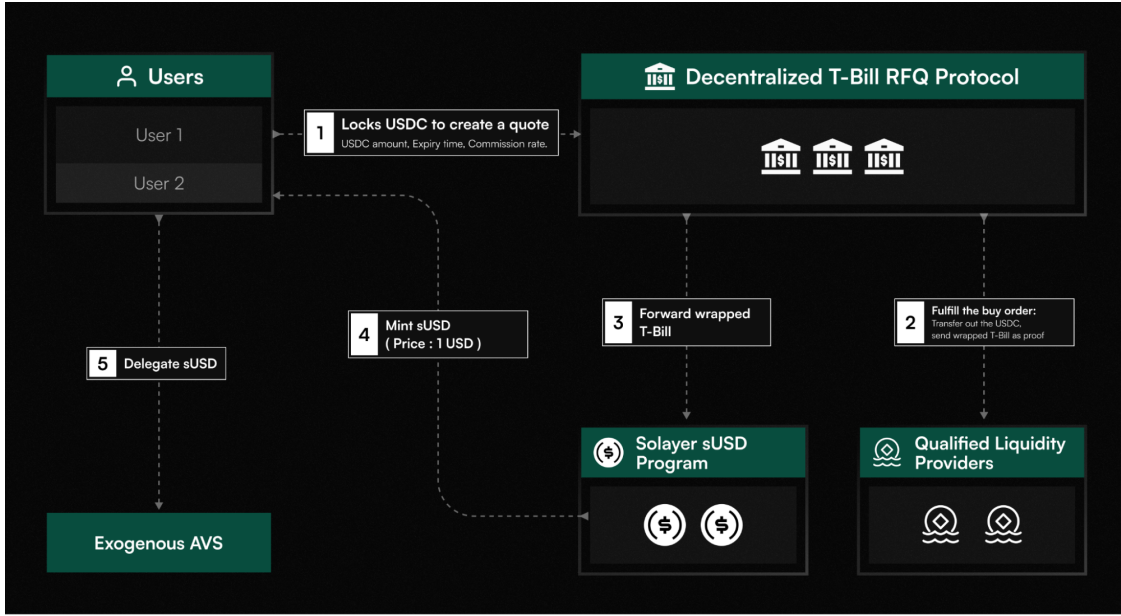 Users
User 1
User 2
1
Locks USDC to create a quote
USDC amount, Expiry time, Commission rate.
Decentralized T-Bill RFQ Protocol
4
Mint sUSD
( Price : 1 USD )
3
Forward wrapped
T-Bill
2
Fulfill the buy order:
Transfer out the USDC,
send wrapped T-Bill as proof
5
Delegate sUSD
Solayer sUSD
Program
Qualified Liquidity
Providers
Exogenous AVS